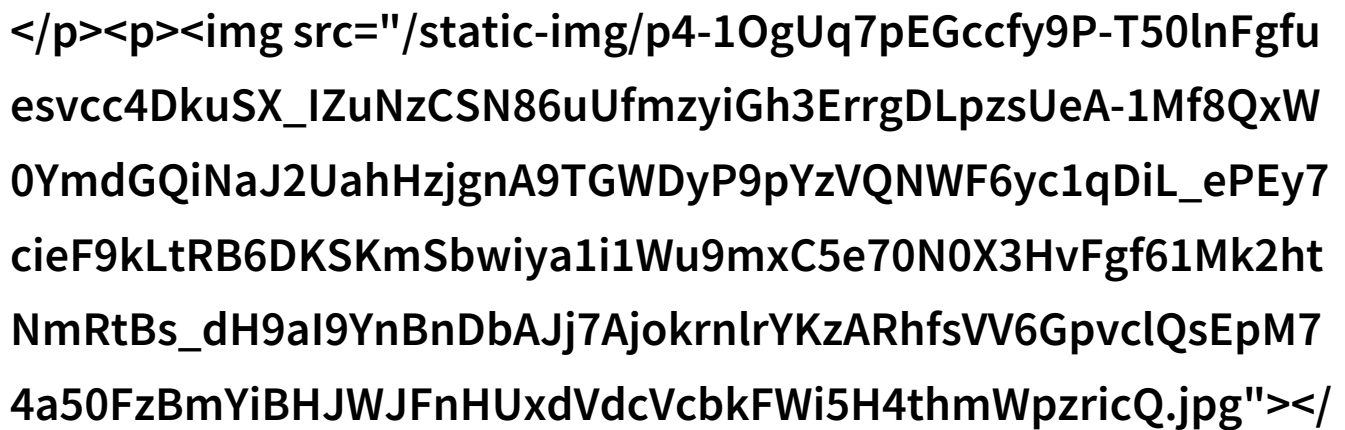 </p><p><img src="/static-img/p4-1OgUq7pEGccfy9P-T50lnFgfu
esvcc4DkuSX_IZuNzCSN86uUfmzyiGh3ErrgDLpzsUeA-1Mf8QxW
0YmdGQiNaJ2UahHzjgnA9TGWDyP9pYzVQNWF6yc1qDiL_ePEy7
cieF9kLtRB6DKSKmSbwiya1i1Wu9mxC5e70N0X3HvFgf61Mk2ht
NmRtBs_dH9aI9YnBnDbAJj7AjokrnlrYKzARhfsVV6GpvclQsEpM7
4a50FzBmYiBHJWJFnHUxdVdcVcbkFWi5H4thmWpzricQ.jpg"></